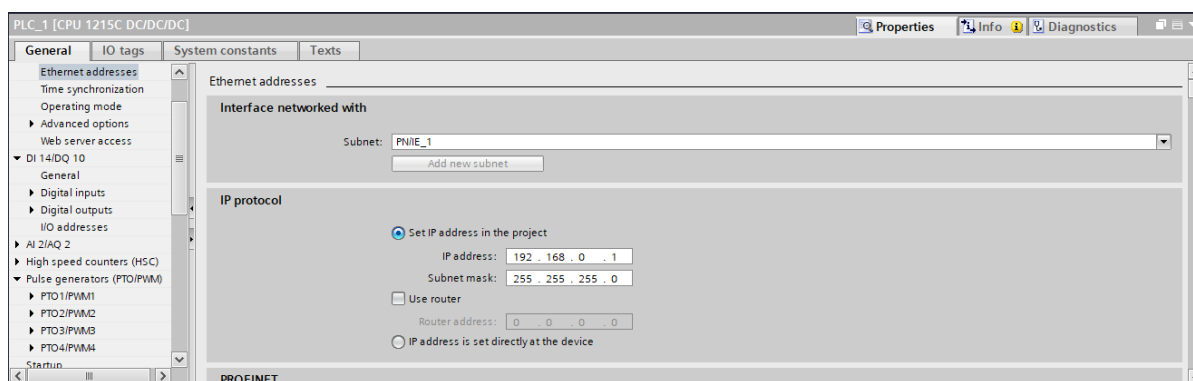 PLC_1 [CPU 1215C DC/DC/DC]
Properties Info Diagnostics
General IO tags System constants Texts
Ethernet addresses
Time synchronization
Operating mode
Advanced options
Web server access
DI 14/DQ 10
General
Digital inputs
Digital outputs
I/O addresses
AI 2/AQ 2
High speed counters (HSC)
Pulse generators (PTO/PWM)
PTO1/PWM1
PTO2/PWM2
PTO3/PWM3
PTO4/PWM4
Startup
Ethernet addresses
Interface networked with
Subnet: PN/IE_1
Add new subnet
IP protocol
Set IP address in the project
IP address: 192 . 168 . 0 . 1
Subnet mask: 255 . 255 . 255 . 0
Use router
Router address: 0 . 0 . 0 . 0
IP address is set directly at the device
PROFINET